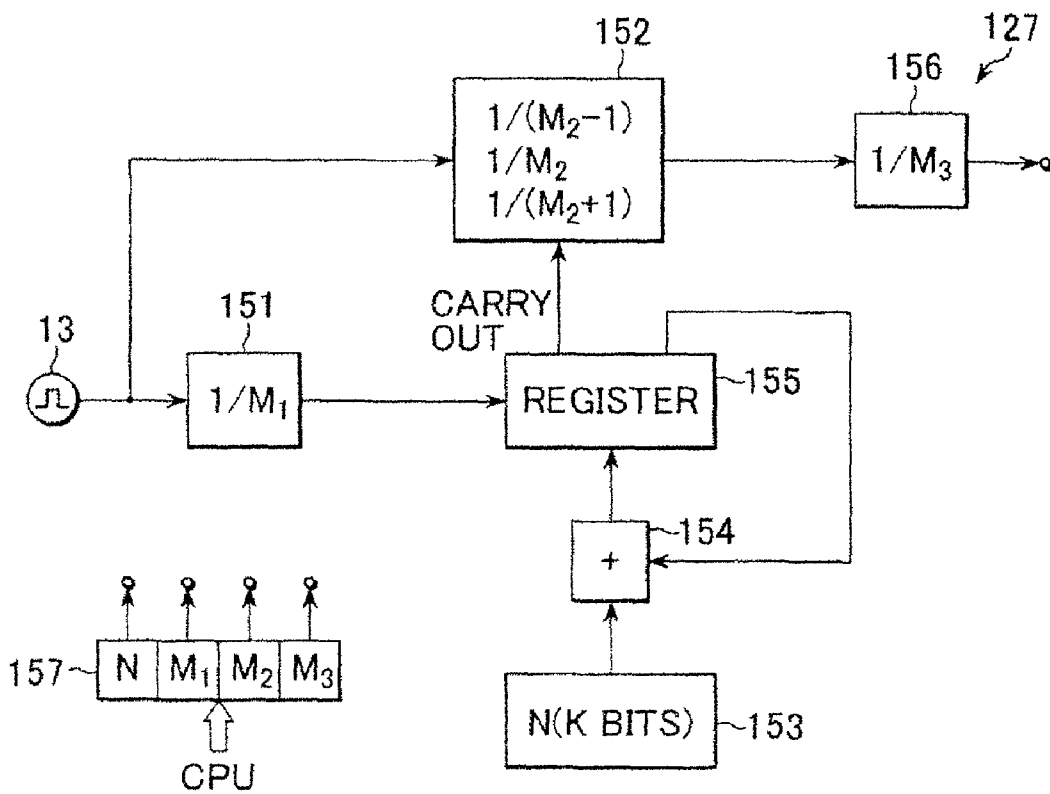 127
152
156
1/(M₂-1)
1/M₂
1/(M₂+1)
1/M₃
CARRY
OUT
151
13
1/M₁
REGISTER
155
154
+
157
N M₁ M₂ M₃
N(K BITS)
153
CPU